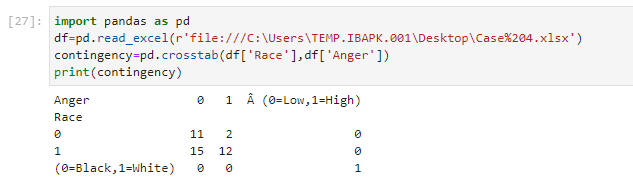 [27]: import pandas as pd
df=pd.read_excel(r'file:///C:\Users\TEMP.IBAPK.001\Desktop\Case%204.xlsx')
contingency=pd.crosstab(df['Race'],df['Anger'])
print(contingency)
Anger 0 1 Â (0=Low,1=High)
Race
0 11 2 0
1 15 12 0
(0=Black,1=White) 0 0 1